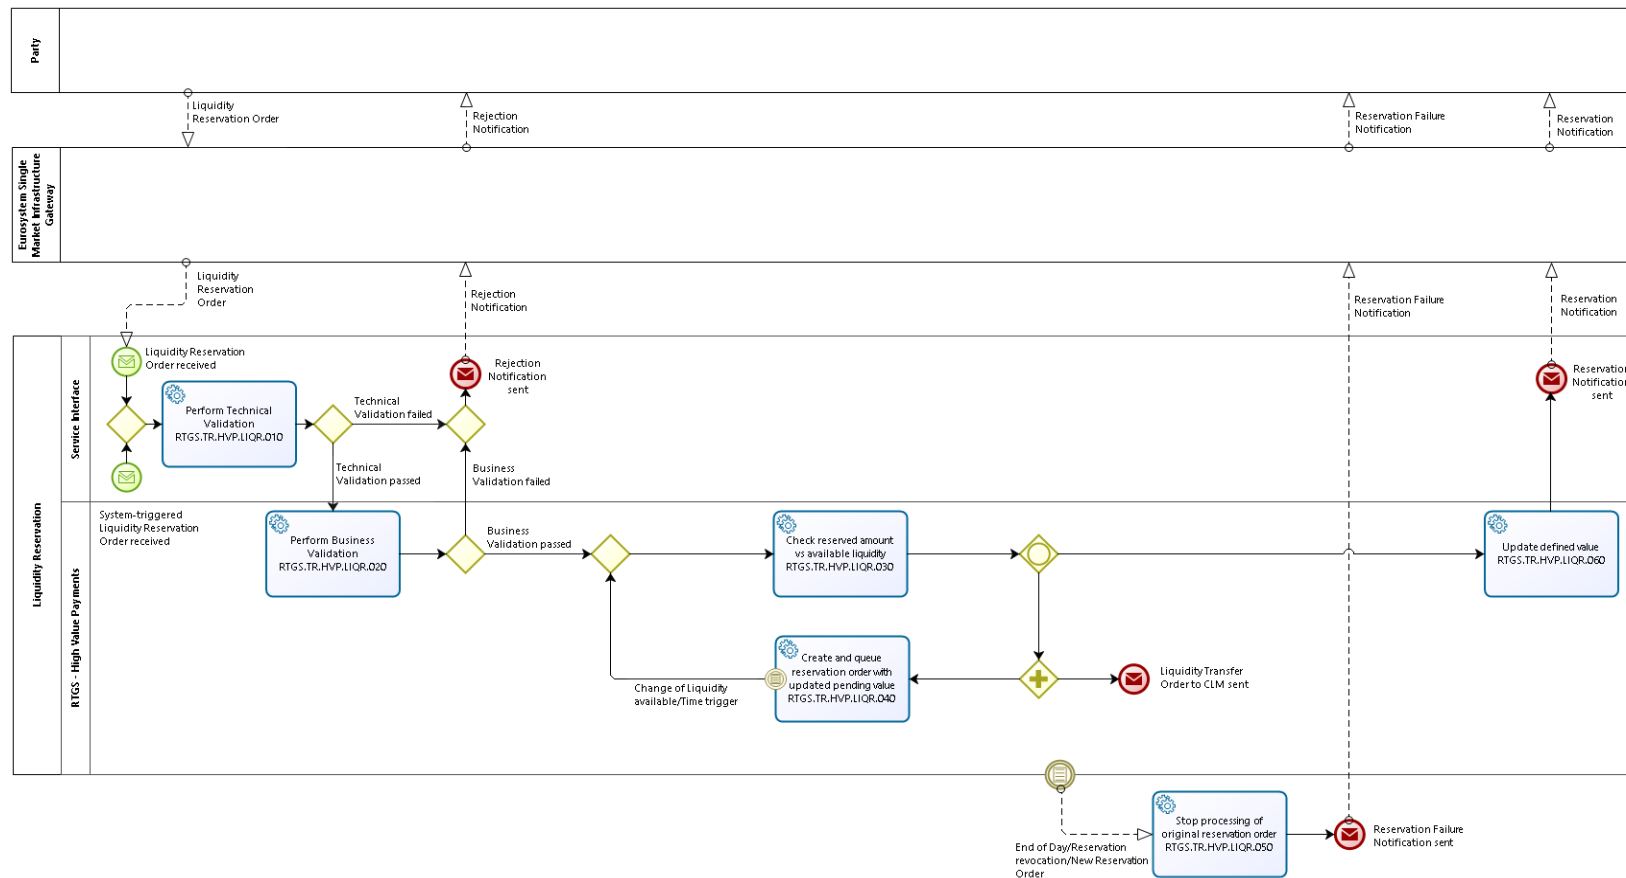 Party
Liquidity
Reservation Order
Rejection
Notification
Reservation Failure
Notification
Reservation
Notification
Eurosystem Single
Market Infrastructure
Gateway
Liquidity
Reservation
Order
Rejection
Notification
Reservation Failure
Notification
Reservation
Notification
Liquidity Reservation
Service Interface
Liquidity Reservation
Order received
Perform Technical
Validation
RTGS.TR.HVP.LIQR.010
Technical
Validation failed
Rejection
Notification
sent
Reservation
Notification
sent
Technical
Validation passed
Business
Validation failed
RTGS - High Value Payments
System-triggered
Liquidity Reservation
Order received
Perform Business
Validation
RTGS.TR.HVP.LIQR.020
Business
Validation passed
Check reserved amount
vs available liquidity
RTGS.TR.HVP.LIQR.030
Update defined value
RTGS.TR.HVP.LIQR.060
Change of Liquidity
available/Time trigger
Create and queue
reservation order with
updated pending value
RTGS.TR.HVP.LIQR.040
Liquidity Transfer
Order to CLM sent
End of Day/Reservation
revocation/New Reservation
Order
Stop processing of
original reservation order
RTGS.TR.HVP.LIQR.050
Reservation Failure
Notification sent